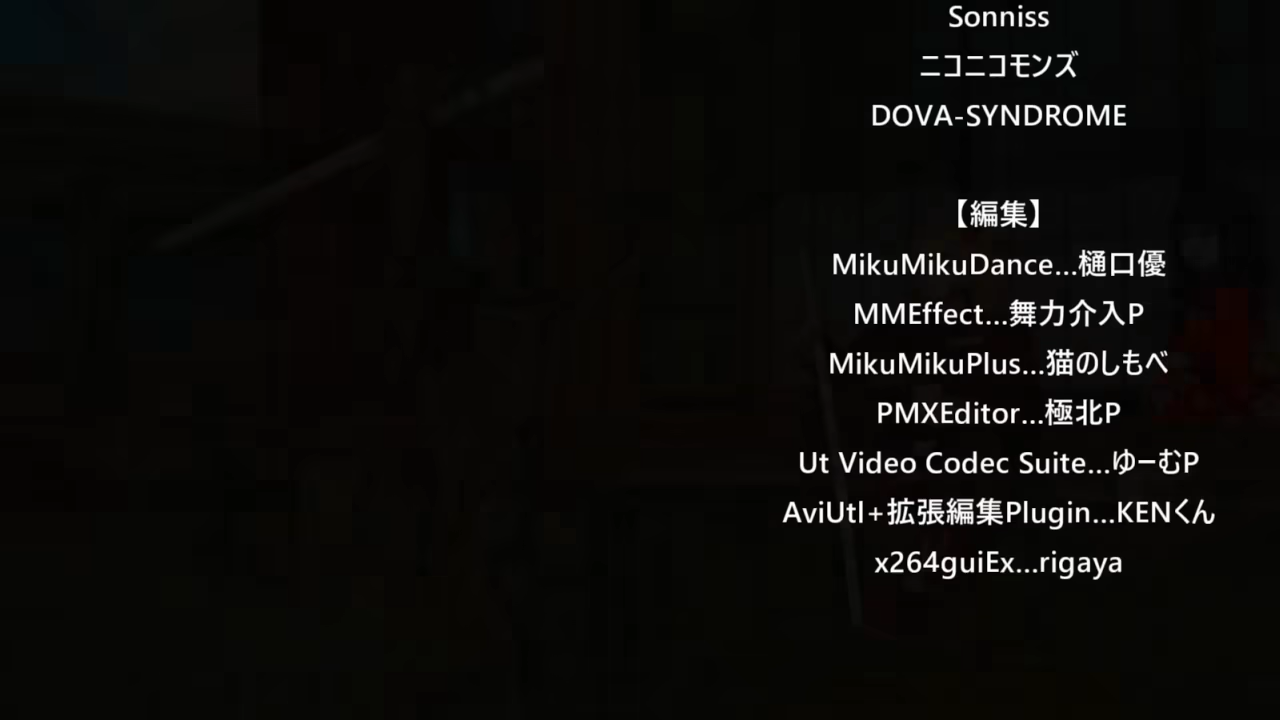 Sonniss
ニコニコモンズ
DOVA-SYNDROME
【編集】
MikuMikuDance…樋口優
MMEffect…舞力介入P
MikuMikuPlus…猫のしもべ
PMXEditor…極北P
Ut Video Codec Suite…ゆーむP
AviUtl+拡張編集Plugin…KENくん
x264guiEx…rigaya